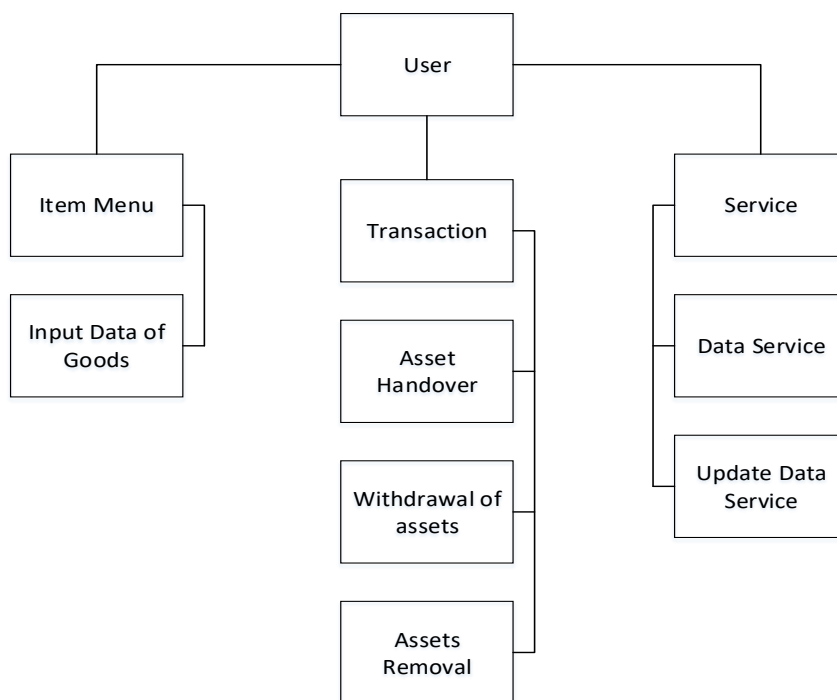 User
Item Menu
Input Data of
Goods
Transaction
Asset
Handover
Withdrawal of
assets
Assets
Removal
Service
Data Service
Update Data
Service